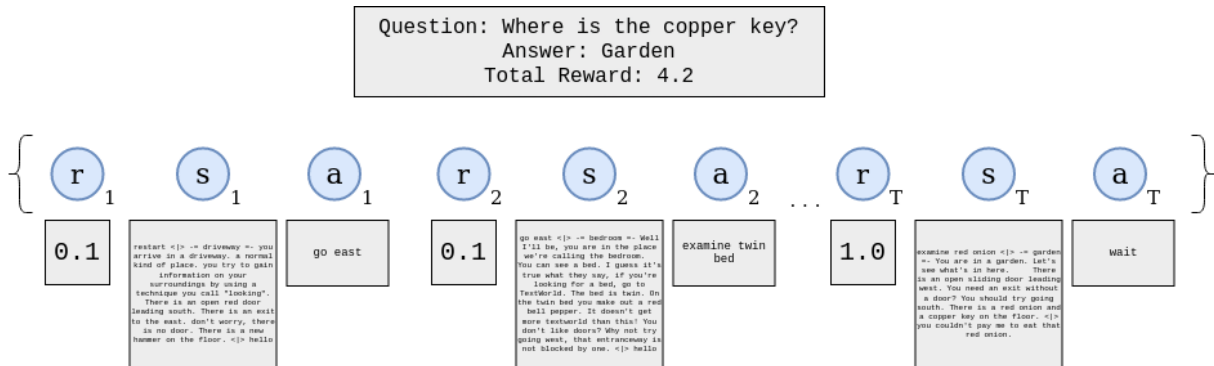 Question: Where is the copper key?
Answer: Garden
Total Reward: 4.2
r 1
s 1
a 1
r 2
s 2
a 2
...
r T
s T
a T
0.1
restart <|> -= driveway =- you
arrive in a driveway. a normal
kind of place. you try to gain
information on your
surroundings by using a
technique you call "looking".
There is an open red door
leading south. There is an exit
to the east. don't worry, there
is no door. There is a new
hammer on the floor. <|> hello
go east
0.1
go east <|> -= bedroom =- Well
I'll be, you are in the place
we're calling the bedroom.
You can see a bed. I guess it's
true what they say, if you're
looking for a bed, go to
TextWorld. The bed is twin. On
the twin bed you make out a red
bell pepper. It doesn't get
more textworld than this! You
don't like doors? Why not try
going west, that entranceway is
not blocked by one. <|> hello
examine twin
bed
1.0
examine red onion <|> -= garden
=- You are in a garden. Let's
see what's in here. There
is an open sliding door leading
west. You need an exit without
a door? You should try going
south. There is a red onion and
a copper key on the floor. <|>
you couldn't pay me to eat that
red onion.
wait